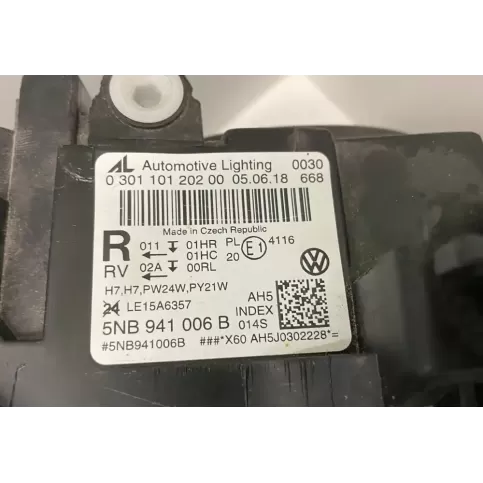 AL Automotive Lighting 0030
0 301 101 202 00 05.06.18 668
Made in Czech Republic
R 011 01HR PL E1 4116
01HC 20
RV 02A 00RL
H7,H7,PW24W,PY21W
LE15A6357 AH5
5NB 941 006 B INDEX 014S
#5NB941006B ###*X60 AH5J0302228*=